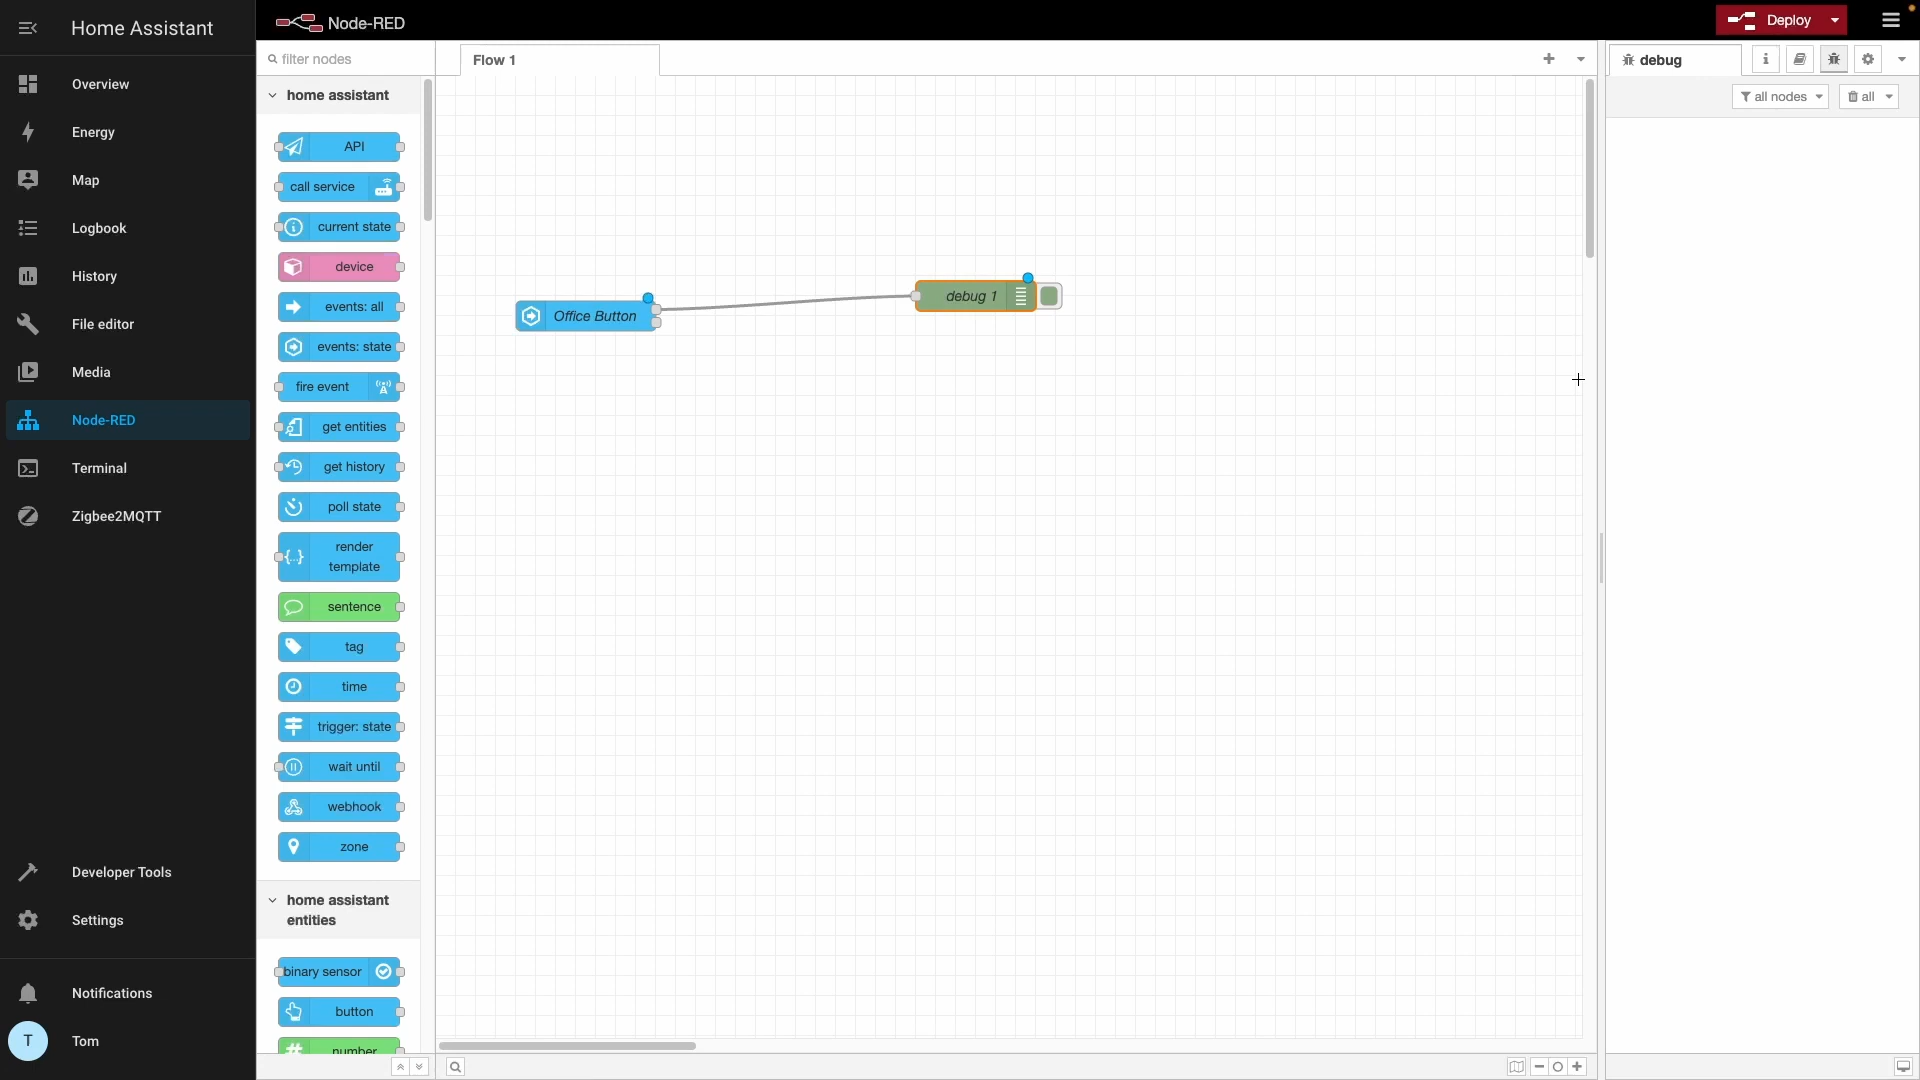 Home Assistant
Overview
Energy
Map
Logbook
History
File editor
Media
Node-RED
Terminal
Zigbee2MQTT
Developer Tools
Settings
Notifications
T
Tom
Node-RED
Deploy
filter nodes
home assistant
API
call service
current state
device
events: all
events: state
fire event
get entities
get history
poll state
render
template
sentence
tag
time
trigger: state
wait until
webhook
zone
home assistant
entities
binary sensor
button
number
Flow 1
Office Button
debug 1
debug
all nodes
all